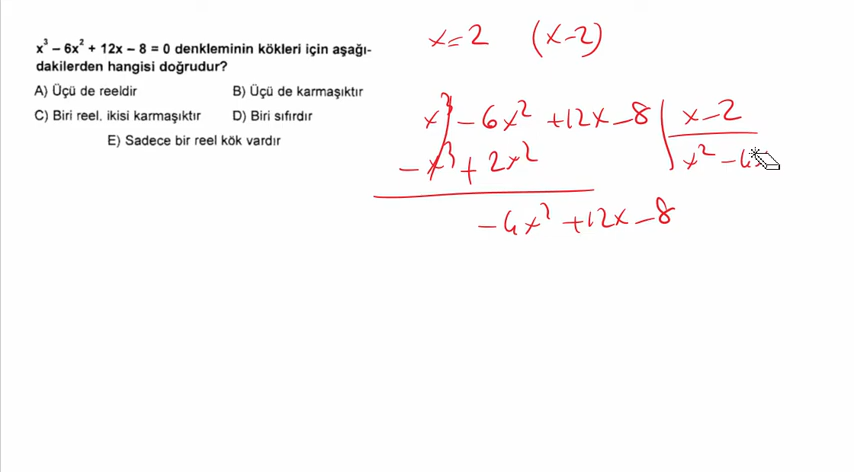 x³ – 6x² + 12x – 8 = 0 denkleminin kökleri için aşağı-
dakilerden hangisi doğrudur?
A) Üçü de reeldir B) Üçü de karmaşıktır
C) Biri reel, ikisi karmaşıktır D) Biri sıfırdır
E) Sadece bir reel kök vardır
x=2 (x-2)
x³ - 6x² + 12x - 8 | x - 2
- x³ + 2x² x² - 4x
- 4x² + 12x - 8